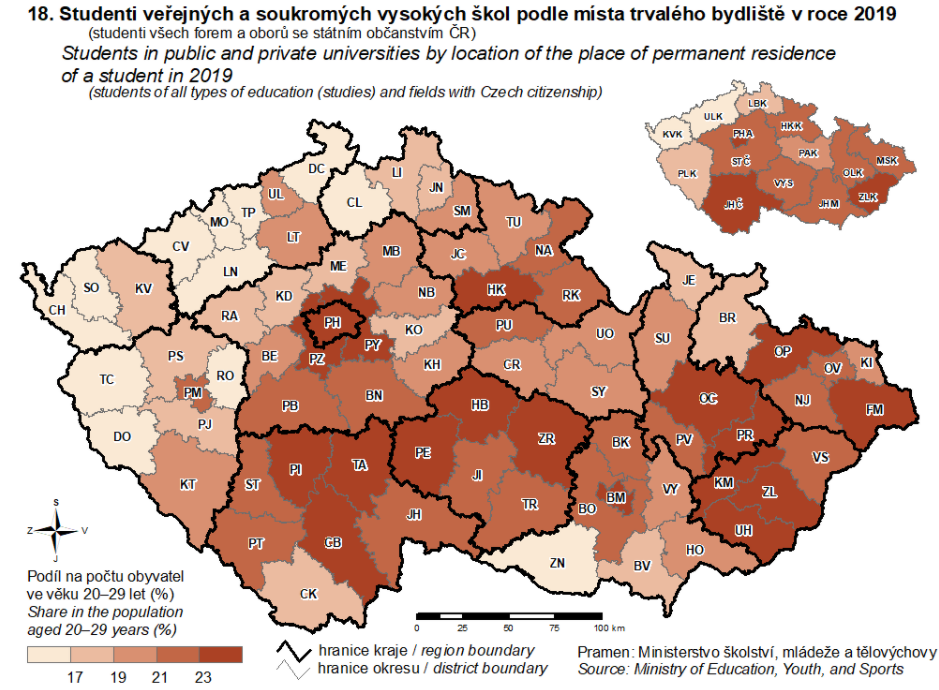 18. Studenti veřejných a soukromých vysokých škol podle místa trvalého bydliště v roce 2019
(studenti všech forem a oborů se státním občanstvím ČR)
Students in public and private universities by location of the place of permanent residence
of a student in 2019
(students of all types of education (studies) and fields with Czech citizenship)
LBK
ULK
KVK
HKK
PHA
PAK
STČ
MSK
PLK
OLK
VYS
ZLK
JHČ
JHM
DC
LI
JN
UL
CL
TP
MO
SM
TU
LT
CV
MB
JC
NA
LN
ME
JE
SO
KV
KD
NB
HK
RK
CH
RA
PH
KO
PU
UO
SU
BR
PY
OP
PS
BE
PZ
KH
CR
OV
KI
TC
RO
PM
BN
SY
PB
HB
OC
NJ
FM
PJ
DO
ZR
BK
PV
PR
PE
VS
PI
TA
JI
KT
ST
KM
ZL
VY
BM
TR
BO
JH
UH
PT
CB
HO
ZN
BV
CK
S
Z
V
J
Podíl na počtu obyvatel
ve věku 20–29 let (%)
Share in the population
aged 20–29 years (%)
17 19 21 23
0 25 50 75 100 km
hranice kraje / region boundary
hranice okresu / district boundary
Pramen: Ministerstvo školství, mládeže a tělovýchovy
Source: Ministry of Education, Youth, and Sports